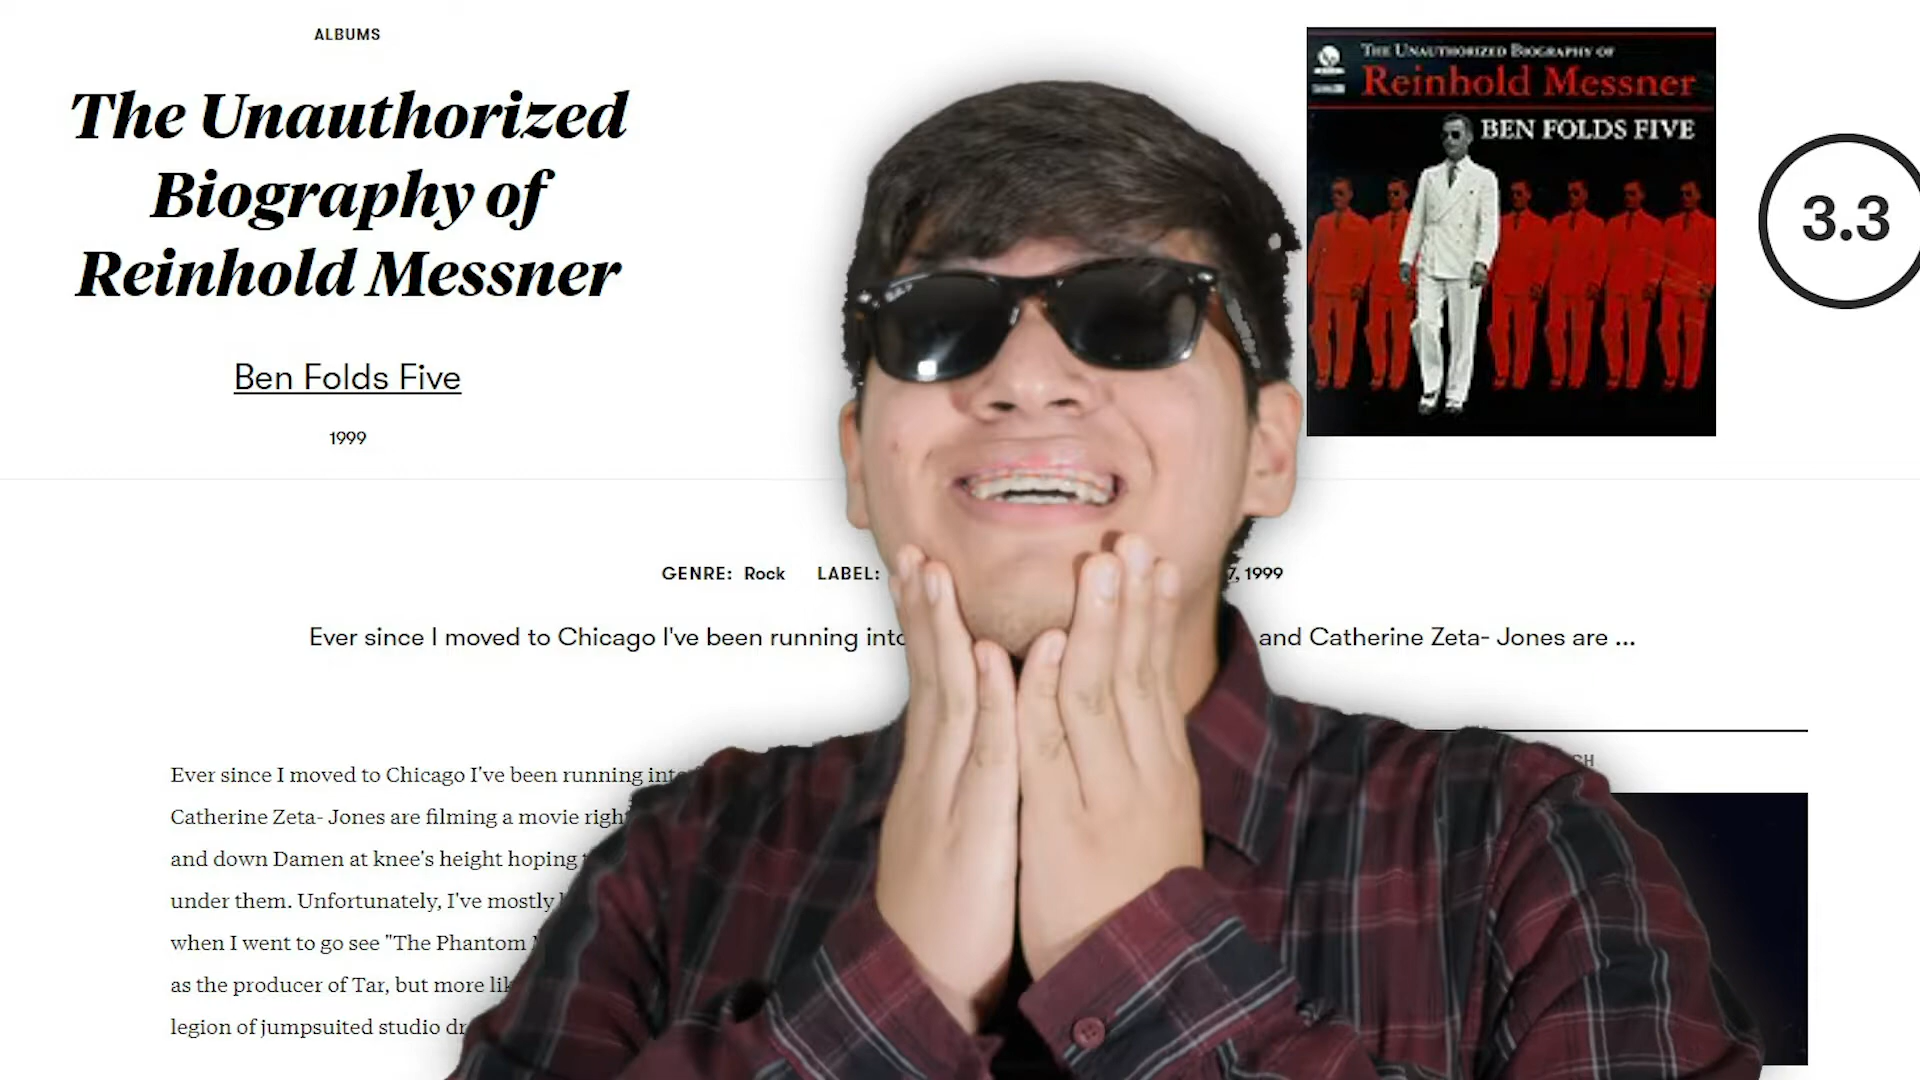 ALBUMS
The Unauthorized
Biography of
Reinhold Messner
Ben Folds Five
1999
THE UNAUTHORIZED BIOGRAPHY OF
Reinhold Messner
BEN FOLDS FIVE
3.3
GENRE: Rock LABEL: 7, 1999
Ever since I moved to Chicago I've been running into and Catherine Zeta- Jones are ...
Ever since I moved to Chicago I've been running into
Catherine Zeta- Jones are filming a movie right
and down Damen at knee's height hoping
under them. Unfortunately, I've mostly
when I went to go see "The Phantom
as the producer of Tar, but more lik
legion of jumpsuited studio dr